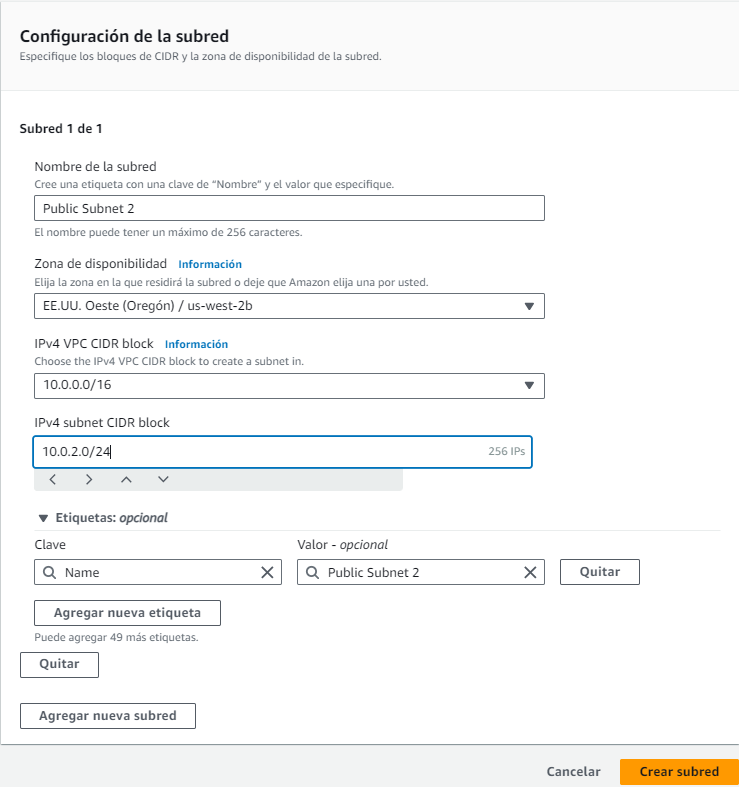 Configuración de la subred
Especifique los bloques de CIDR y la zona de disponibilidad de la subred.
Subred 1 de 1
Nombre de la subred
Cree una etiqueta con una clave de “Nombre” y el valor que especifique.
Public Subnet 2
El nombre puede tener un máximo de 256 caracteres.
Zona de disponibilidad Información
Elija la zona en la que residirá la subred o deje que Amazon elija una por usted.
EE.UU. Oeste (Oregón) / us-west-2b
IPv4 VPC CIDR block Información
Choose the IPv4 VPC CIDR block to create a subnet in.
10.0.0.0/16
IPv4 subnet CIDR block
10.0.2.0/24 256 IPs
Etiquetas: opcional
Clave Valor - opcional
Name Public Subnet 2 Quitar
Agregar nueva etiqueta
Puede agregar 49 más etiquetas.
Quitar
Agregar nueva subred
Cancelar Crear subred